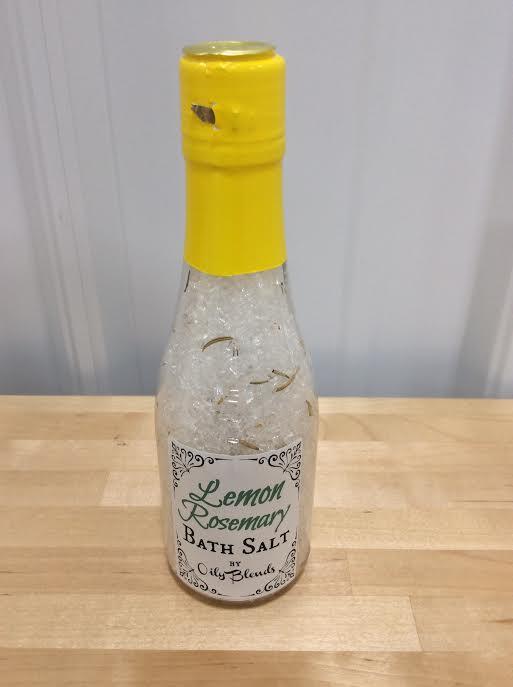 Lemon
Rosemary
BATH SALT
BY
Oily Blends